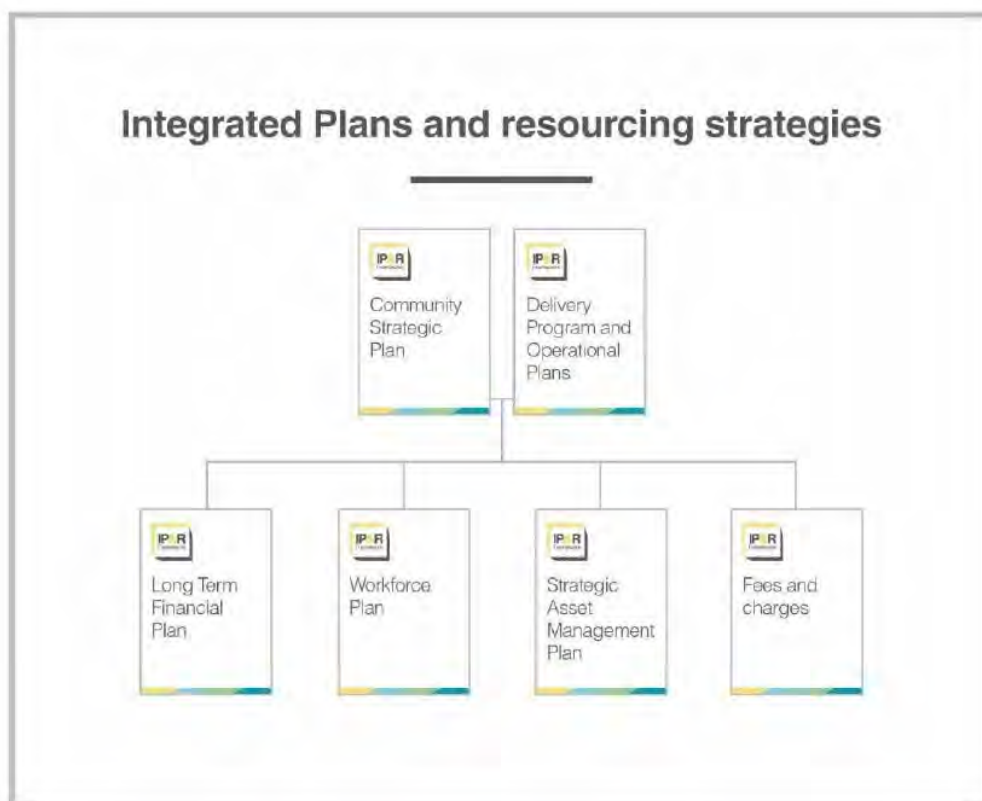 Integrated Plans and resourcing strategies
IP&R
Community
Strategic
Plan
IP&R
Delivery
Program and
Operational
Plans
IP&R
Long Term
Financial
Plan
IP&R
Workforce
Plan
IP&R
Strategic
Asset
Management
Plan
IP&R
Fees and
charges